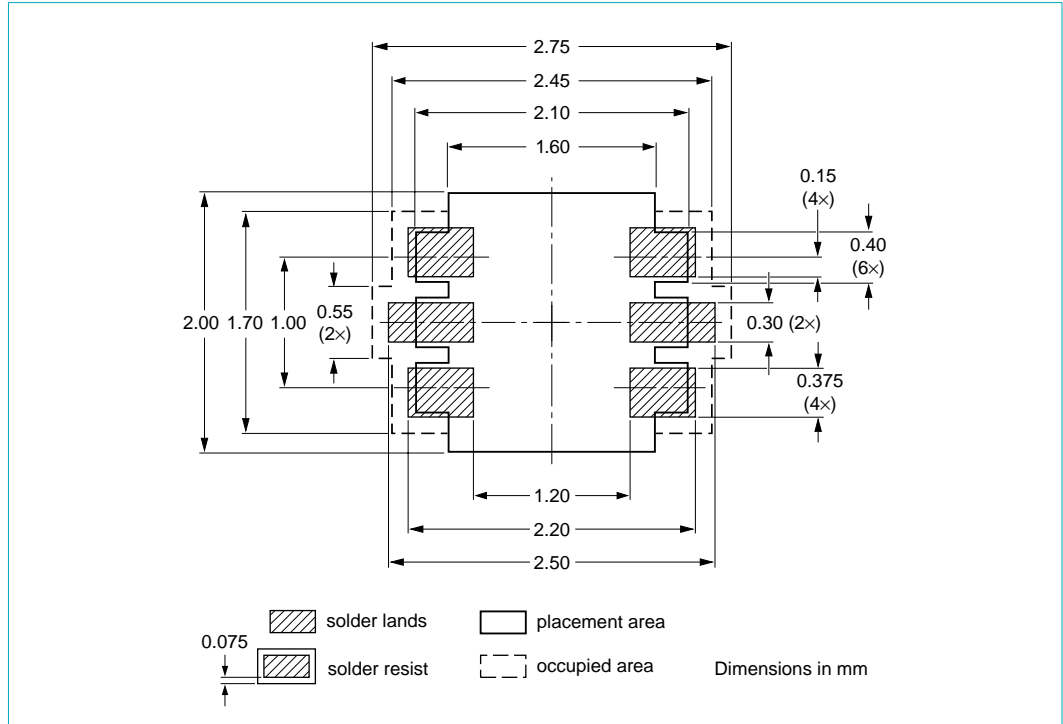 2.75
2.45
2.10
1.60
0.15
(4×)
0.40
(6×)
2.00 1.70 1.00
0.55
(2×)
0.30 (2×)
0.375
(4×)
1.20
2.20
2.50
solder lands
placement area
0.075
solder resist
occupied area
Dimensions in mm